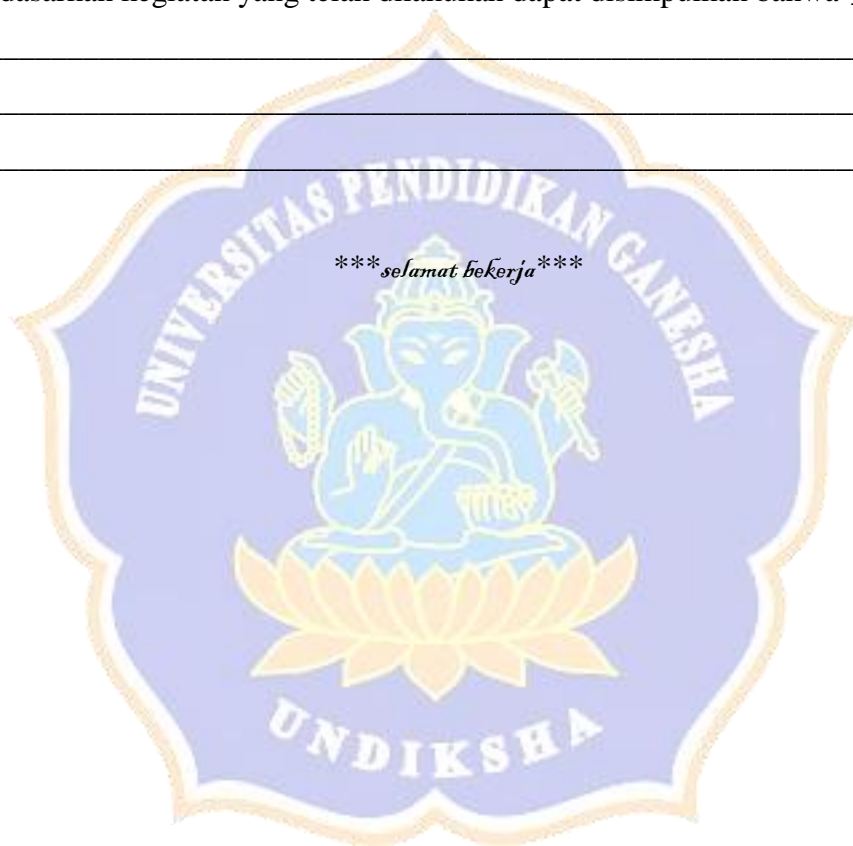 dasarkan kegiatan yang telah dilakukan dapat disimpulkan bahwa
UNIVERSITAS PENDIDIKAN GANESHA
***selamat bekerja***
UNDIKSHA